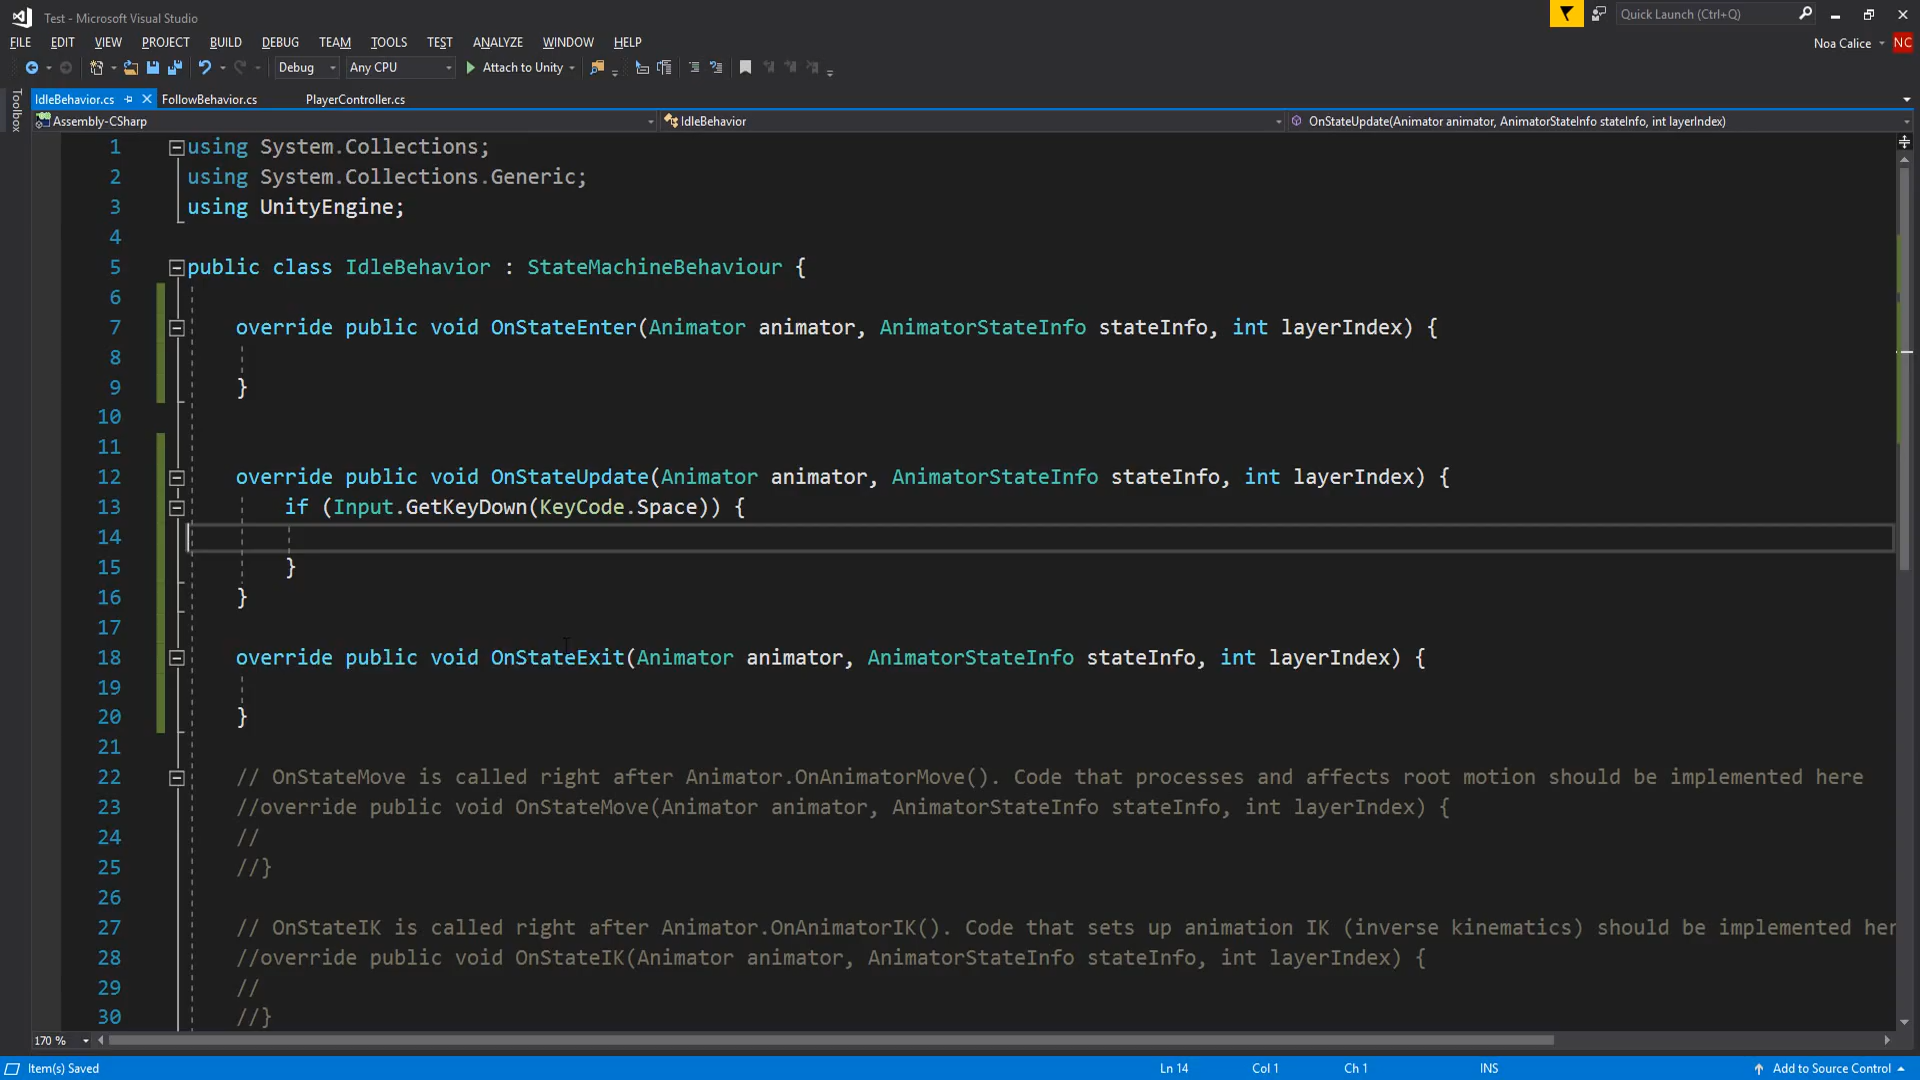 Test - Microsoft Visual Studio
Quick Launch (Ctrl+Q)
FILE EDIT VIEW PROJECT BUILD DEBUG TEAM TOOLS TEST ANALYZE WINDOW HELP
Noa Calice NC
Debug Any CPU Attach to Unity
Toolbox
IdleBehavior.cs FollowBehavior.cs PlayerController.cs
Assembly-CSharp IdleBehavior OnStateUpdate(Animator animator, AnimatorStateInfo stateInfo, int layerIndex)
1 using System.Collections;
2 using System.Collections.Generic;
3 using UnityEngine;
4
5 public class IdleBehavior : StateMachineBehaviour {
6
7 override public void OnStateEnter(Animator animator, AnimatorStateInfo stateInfo, int layerIndex) {
8
9 }
10
11
12 override public void OnStateUpdate(Animator animator, AnimatorStateInfo stateInfo, int layerIndex) {
13 if (Input.GetKeyDown(KeyCode.Space)) {
14
15 }
16 }
17
18 override public void OnStateExit(Animator animator, AnimatorStateInfo stateInfo, int layerIndex) {
19
20 }
21
22 // OnStateMove is called right after Animator.OnAnimatorMove(). Code that processes and affects root motion should be implemented here
23 //override public void OnStateMove(Animator animator, AnimatorStateInfo stateInfo, int layerIndex) {
24 //
25 //}
26
27 // OnStateIK is called right after Animator.OnAnimatorIK(). Code that sets up animation IK (inverse kinematics) should be implemented her
28 //override public void OnStateIK(Animator animator, AnimatorStateInfo stateInfo, int layerIndex) {
29 //
30 //}
170 %
Item(s) Saved Ln 14 Col 1 Ch 1 INS Add to Source Control